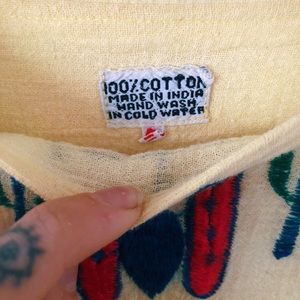 100% COTTON
MADE IN INDIA
HAND WASH
IN COLD WATER